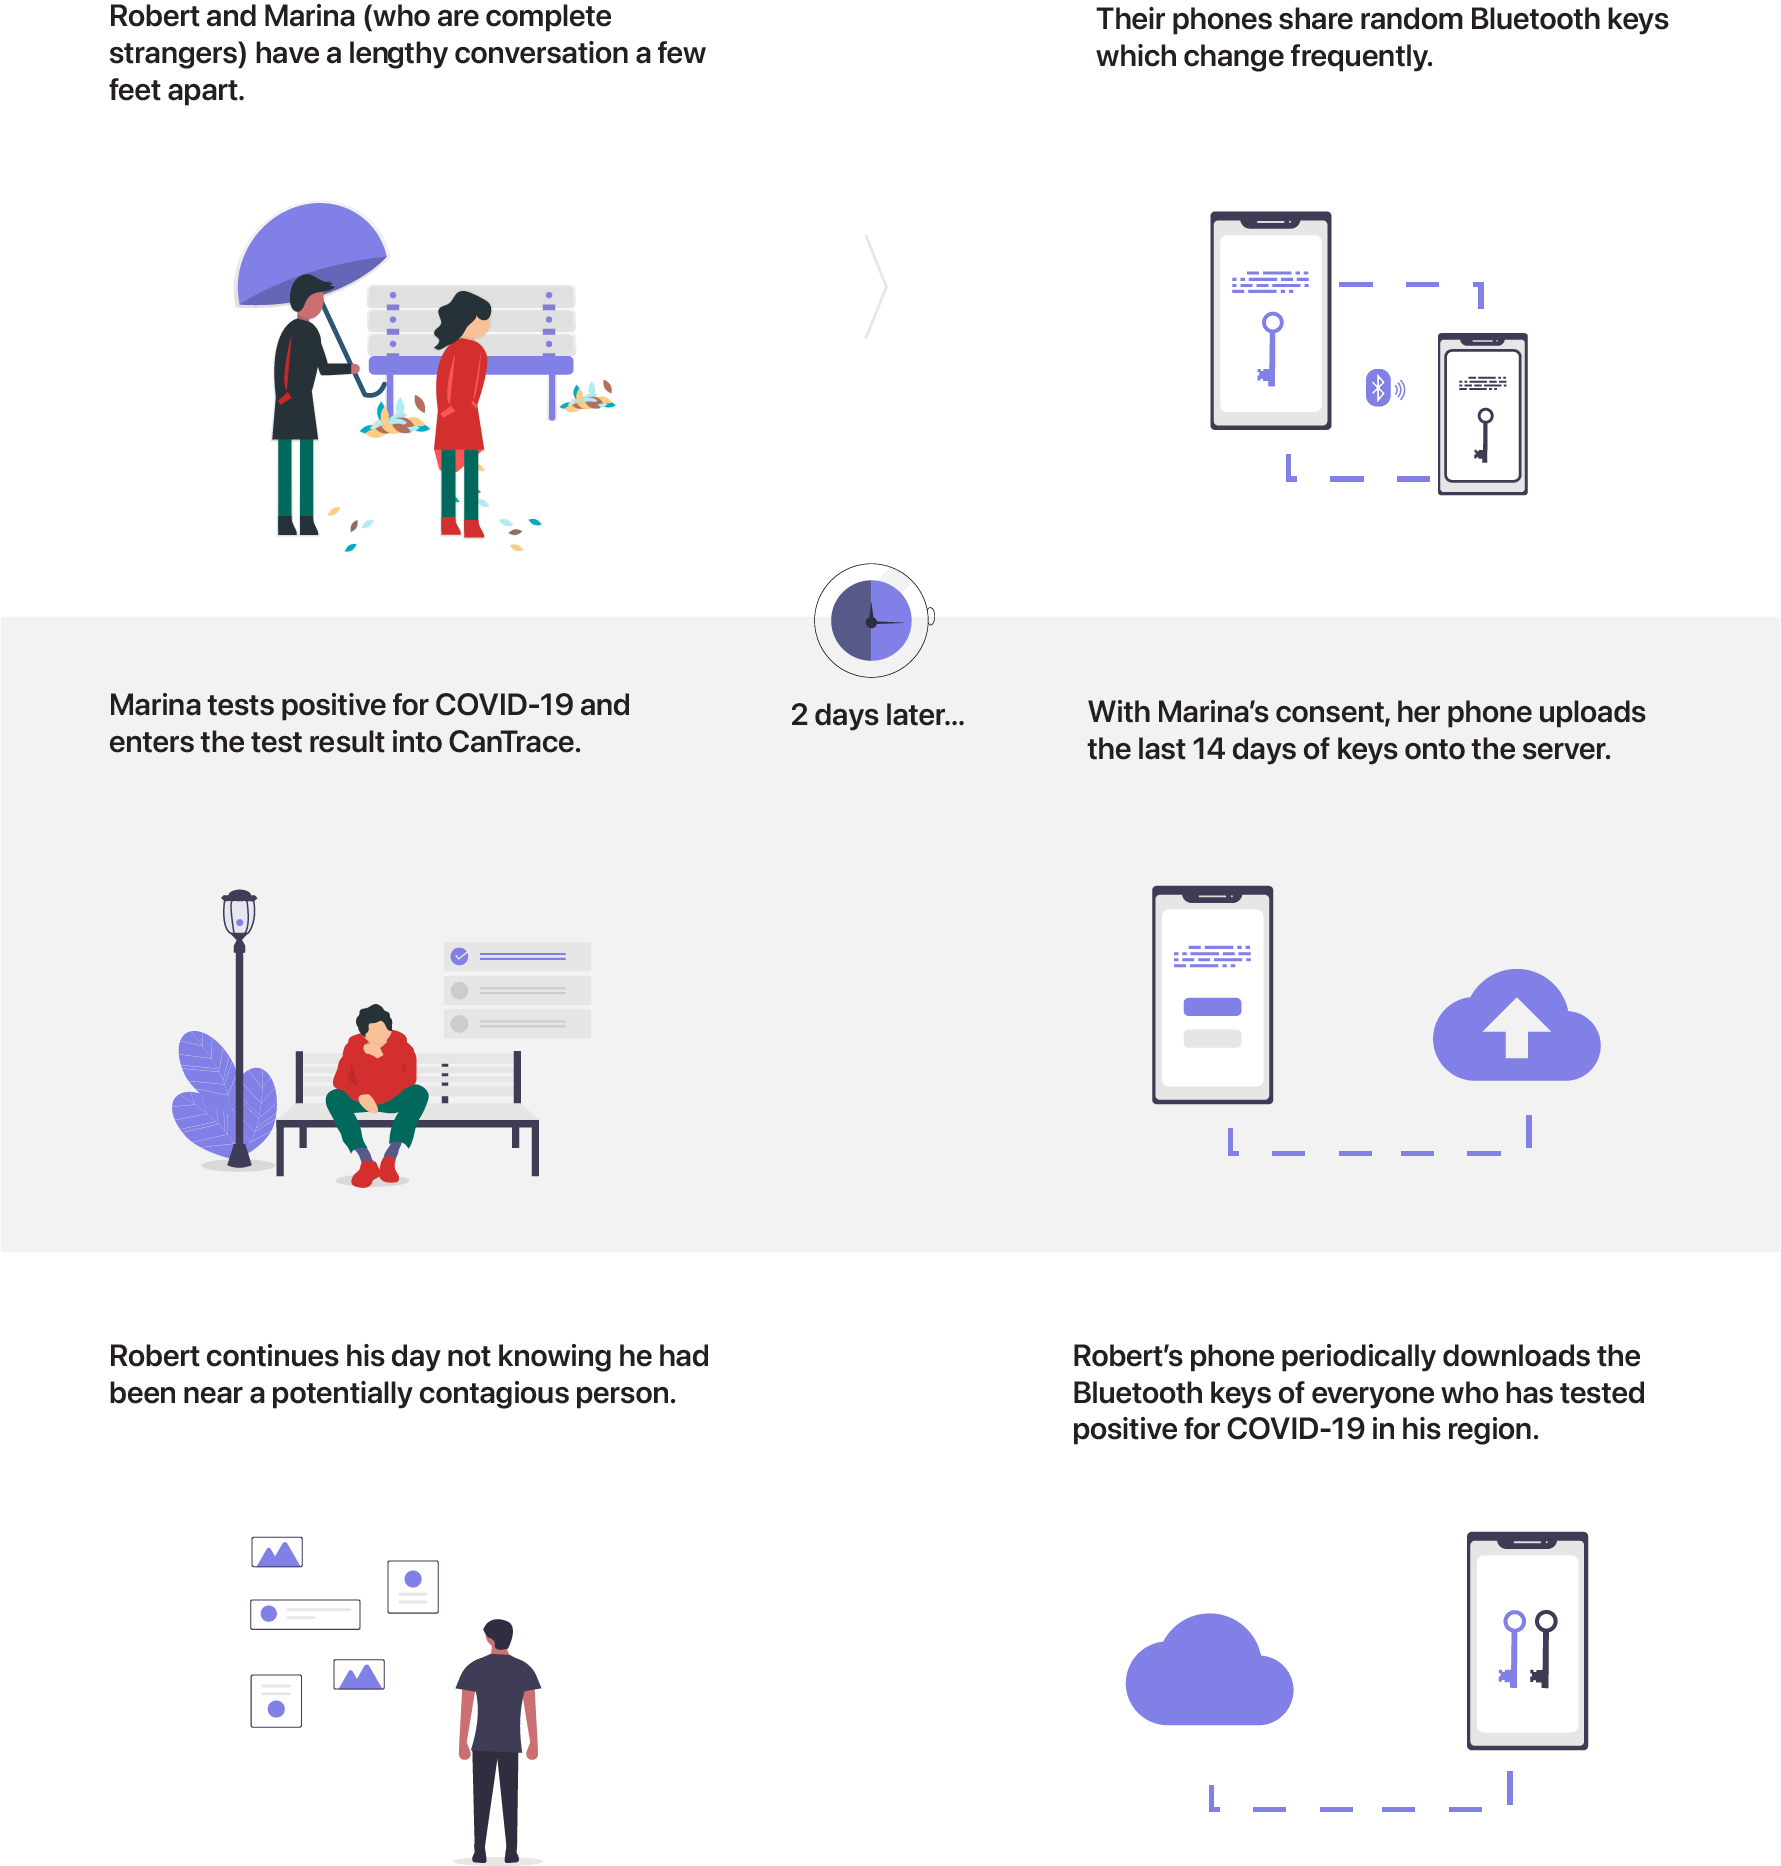 Robert and Marina (who are complete
strangers) have a lengthy conversation a few
feet apart.
Their phones share random Bluetooth keys
which change frequently.
Marina tests positive for COVID-19 and
enters the test result into CanTrace.
2 days later...
With Marina’s consent, her phone uploads
the last 14 days of keys onto the server.
Robert continues his day not knowing he had
been near a potentially contagious person.
Robert’s phone periodically downloads the
Bluetooth keys of everyone who has tested
positive for COVID-19 in his region.